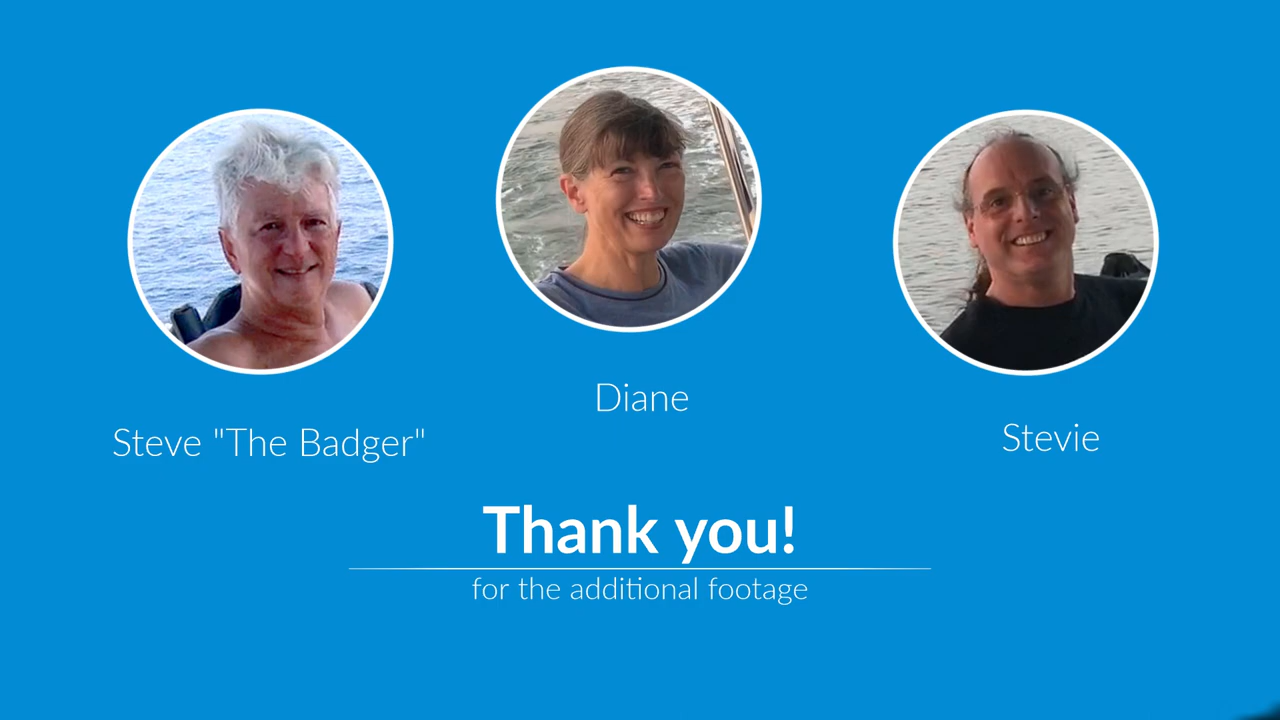 Diane
Steve "The Badger"
Stevie
Thank you!
for the additional footage